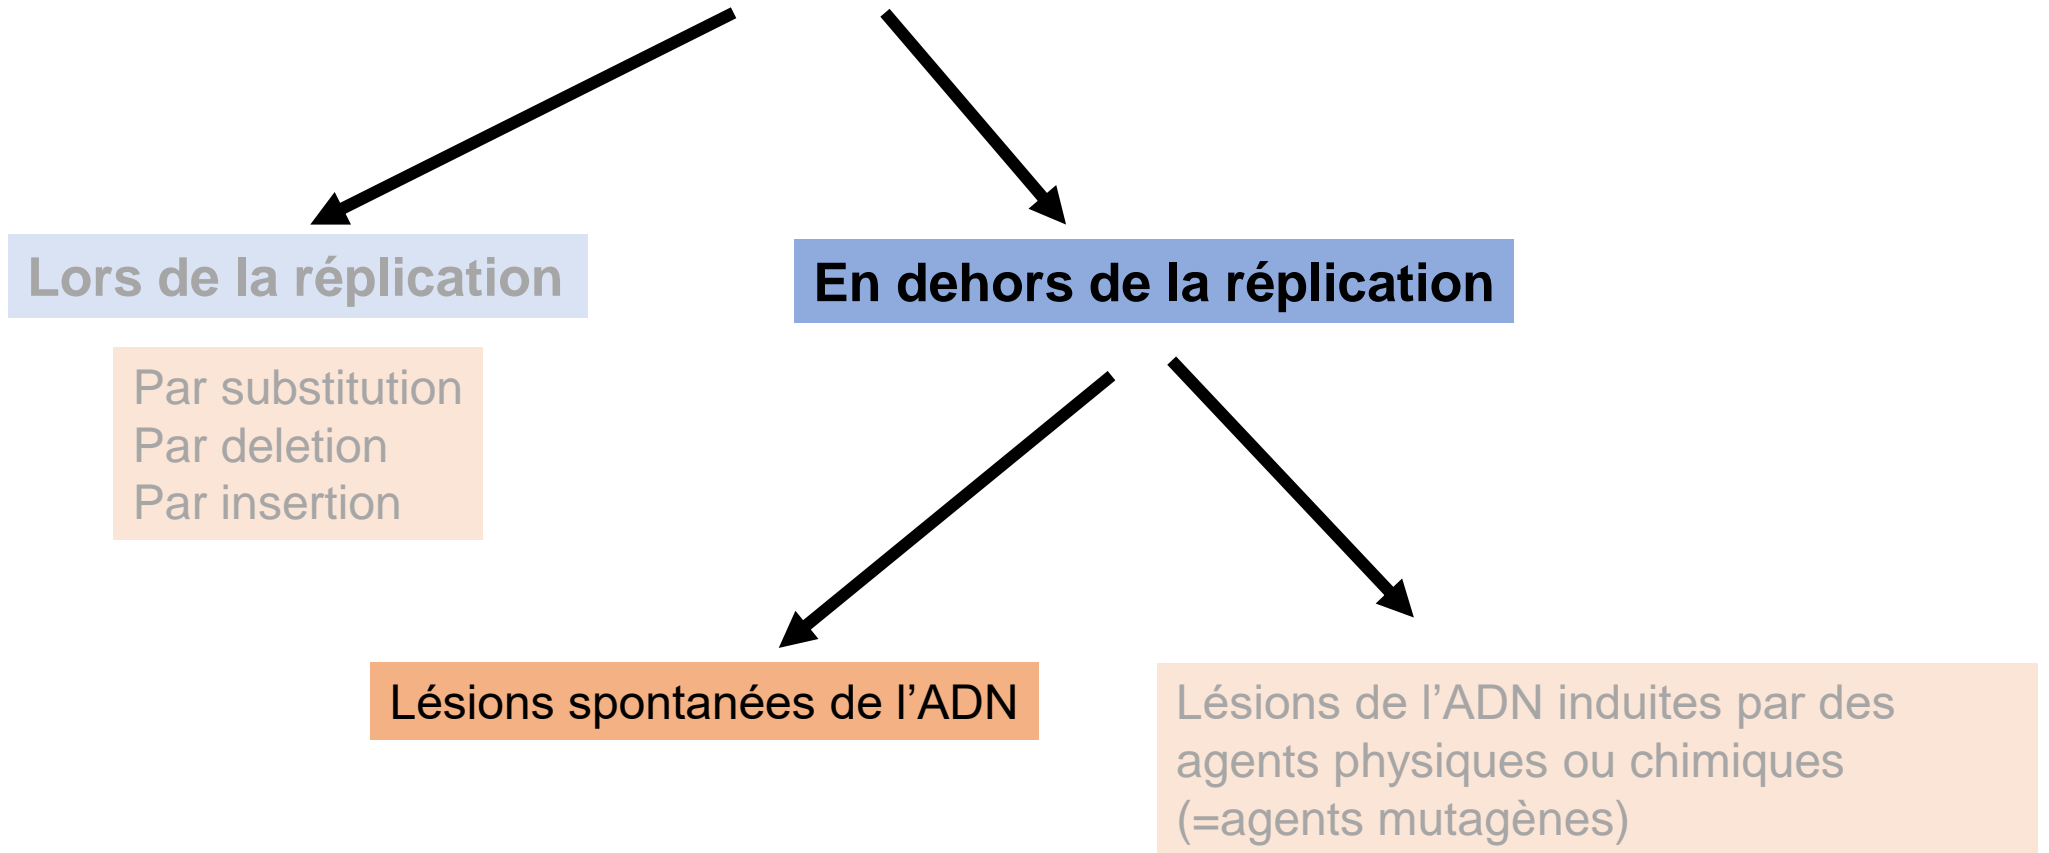 Lors de la réplication
En dehors de la réplication
Par substitution
Par deletion
Par insertion
Lésions spontanées de l’ADN
Lésions de l’ADN induites par des
agents physiques ou chimiques
(=agents mutagènes)